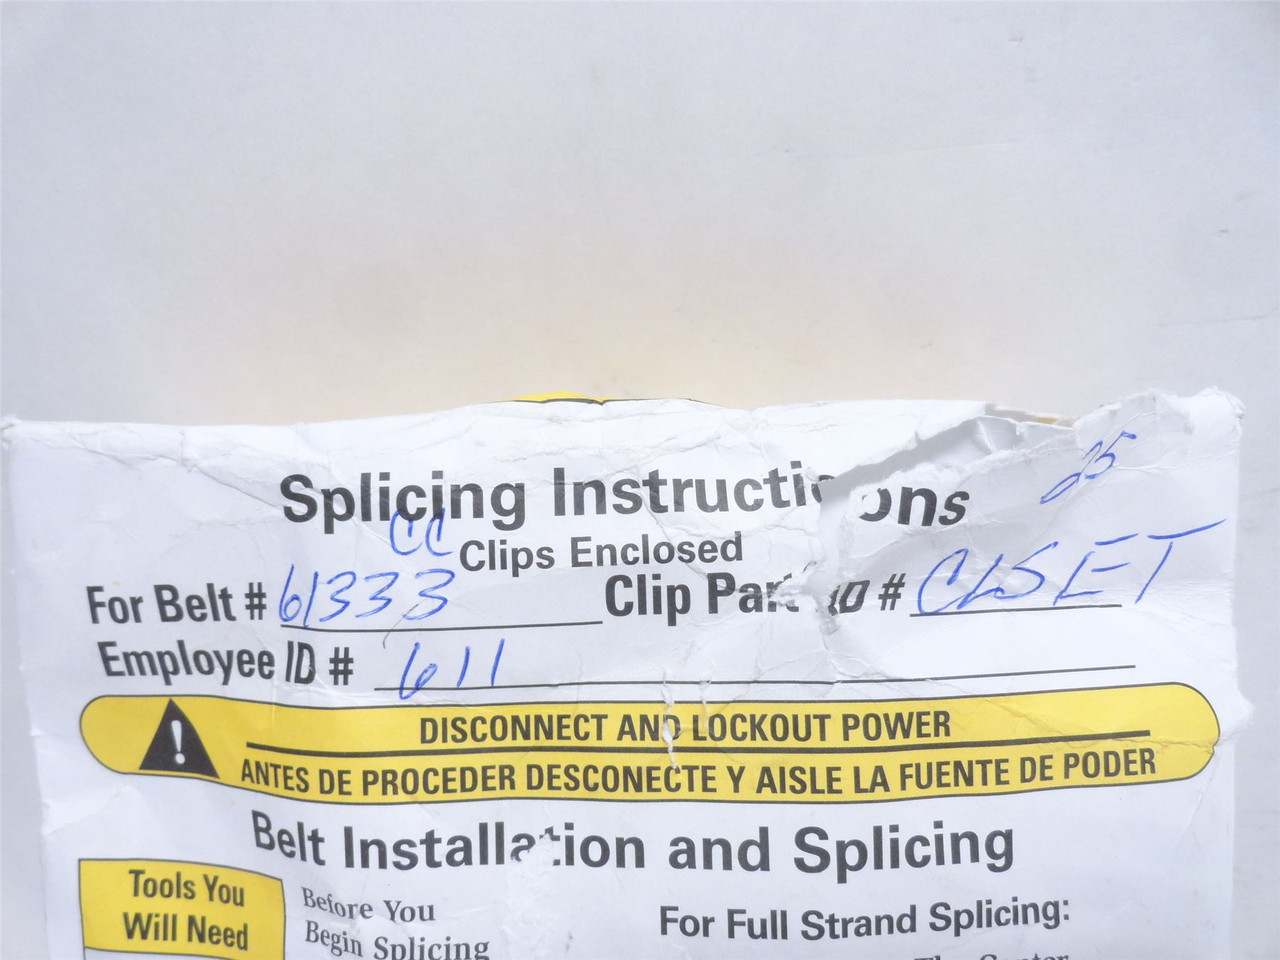 Splicing Instructions
25
CC
Clips Enclosed
For Belt # 61333 Clip Part ID # CLSET
Employee ID # 611
DISCONNECT AND LOCKOUT POWER
ANTES DE PROCEDER DESCONECTE Y AISLE LA FUENTE DE PODER
Belt Installation and Splicing
Tools You
Will Need
Before You
Begin Splicing
For Full Strand Splicing:
The Center